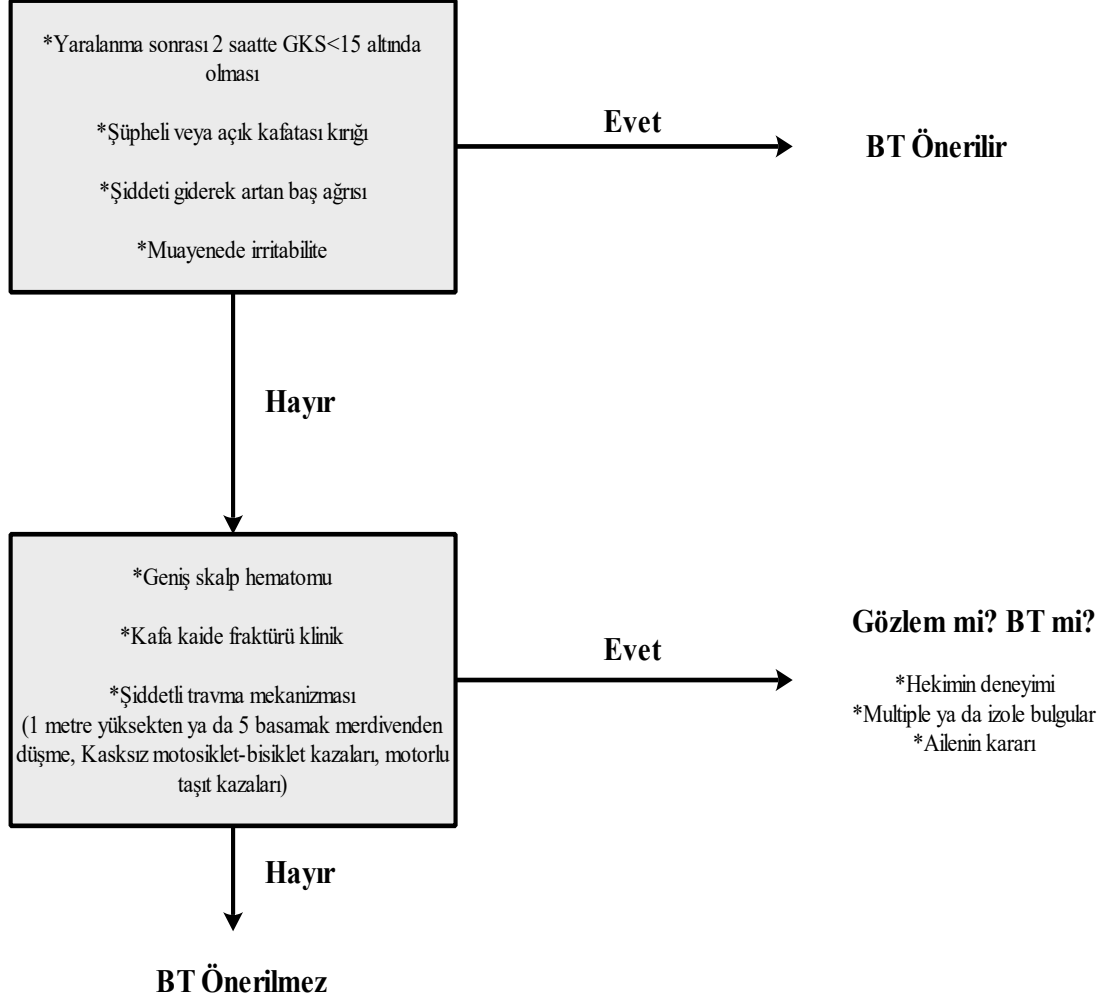 *Yaralanma sonrası 2 saatte GKS<15 altında
olması
*Şüpheli veya açık kafatası kırığı
*Şiddeti giderek artan baş ağrısı
*Muayenede irritabilite
Evet
BT Önerilir
Hayır
*Geniş skalp hematomu
*Kafa kaide fraktürü klinik
*Şiddetli travma mekanizması
(1 metre yüksekten ya da 5 basamak merdivenden
düşme, Kasksız motosiklet-bisiklet kazaları, motorlu
taşıt kazaları)
Evet
Gözlem mi? BT mi?
*Hekimin deneyimi
*Multiple ya da izole bulgular
*Ailenin kararı
Hayır
BT Önerilmez